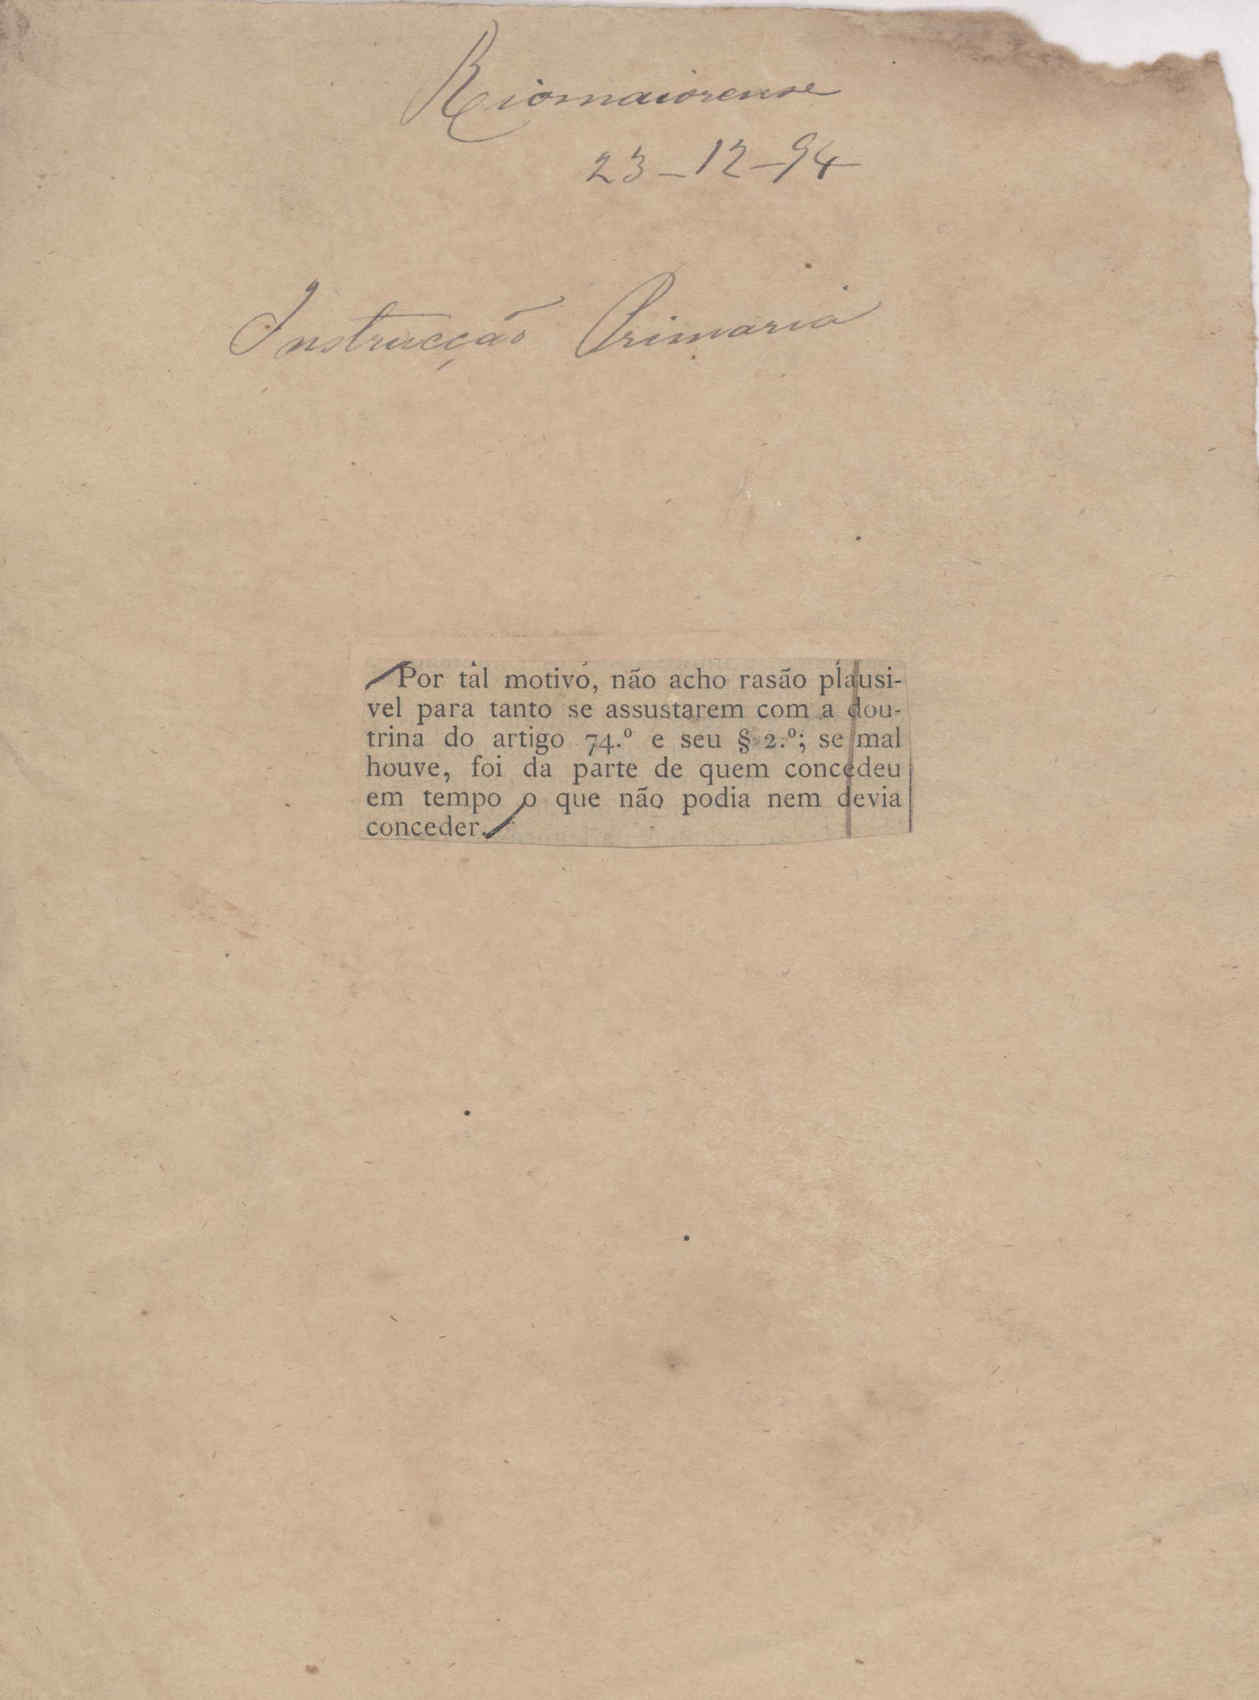 Riomaiorense
23-12-94
Instrucção Primaria
Por tal motivo, não acho rasão plausi-
vel para tanto se assustarem com a dou-
trina do artigo 74.º e seu § 2.º; se mal
houve, foi da parte de quem concedeu
em tempo o que não podia nem devia
conceder.